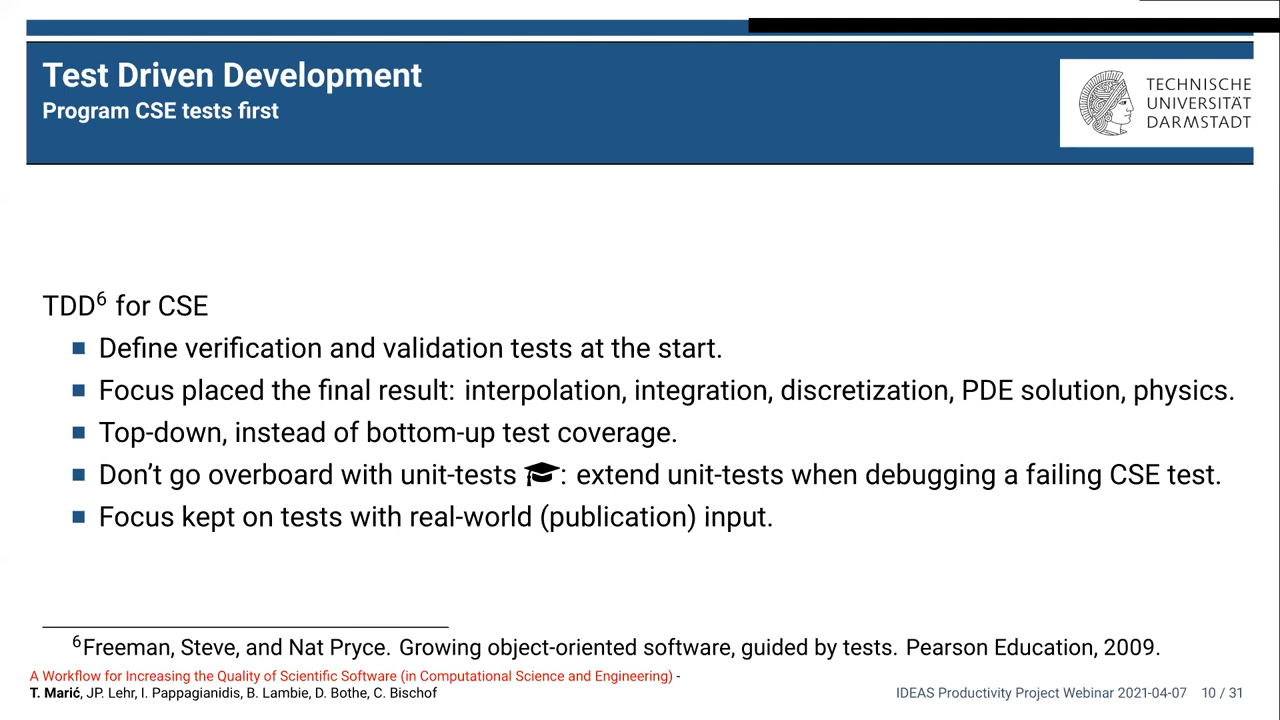 Test Driven Development
Program CSE tests first
TECHNISCHE
UNIVERSITÄT
DARMSTADT
TDD6 for CSE
Define verification and validation tests at the start.
Focus placed the final result: interpolation, integration, discretization, PDE solution, physics.
Top-down, instead of bottom-up test coverage.
Don't go overboard with unit-tests : extend unit-tests when debugging a failing CSE test.
Focus kept on tests with real-world (publication) input.
6Freeman, Steve, and Nat Pryce. Growing object-oriented software, guided by tests. Pearson Education, 2009.
A Workflow for Increasing the Quality of Scientific Software (in Computational Science and Engineering) -
T. Marić, JP. Lehr, I. Pappagianidis, B. Lambie, D. Bothe, C. Bischof
IDEAS Productivity Project Webinar 2021-04-07 10 / 31